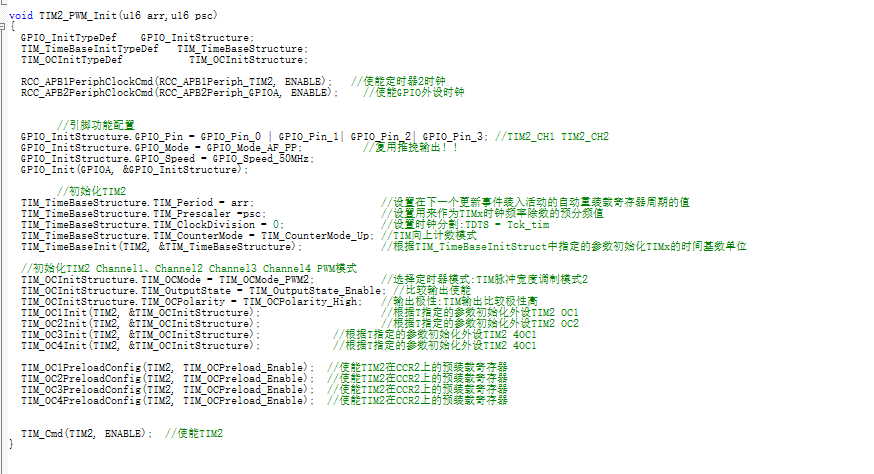 void TIM2_PWM_Init(u16 arr,u16 psc)
{
GPIO_InitTypeDef GPIO_InitStructure;
TIM_TimeBaseInitTypeDef TIM_TimeBaseStructure;
TIM_OCInitTypeDef TIM_OCInitStructure;
RCC_APB1PeriphClockCmd(RCC_APB1Periph_TIM2, ENABLE); //使能定时器2时钟
RCC_APB2PeriphClockCmd(RCC_APB2Periph_GPIOA, ENABLE); //使能GPIO外设时钟
//引脚功能配置
GPIO_InitStructure.GPIO_Pin = GPIO_Pin_0 | GPIO_Pin_1| GPIO_Pin_2| GPIO_Pin_3; //TIM2_CH1 TIM2_CH2
GPIO_InitStructure.GPIO_Mode = GPIO_Mode_AF_PP; //复用推挽输出！！
GPIO_InitStructure.GPIO_Speed = GPIO_Speed_50MHz;
GPIO_Init(GPIOA, &GPIO_InitStructure);
//初始化TIM2
TIM_TimeBaseStructure.TIM_Period = arr; //设置在下一个更新事件装入活动的自动重装载寄存器周期的值
TIM_TimeBaseStructure.TIM_Prescaler =psc; //设置用来作为TIMx时钟频率除数的预分频值
TIM_TimeBaseStructure.TIM_ClockDivision = 0; //设置时钟分割:TDTS = Tck_tim
TIM_TimeBaseStructure.TIM_CounterMode = TIM_CounterMode_Up; //TIM向上计数模式
TIM_TimeBaseInit(TIM2, &TIM_TimeBaseStructure); //根据TIM_TimeBaseInitStruct中指定的参数初始化TIMx的时间基数单位
//初始化TIM2 Channel1、Channel2 Channel3 Channel4 PWM模式
TIM_OCInitStructure.TIM_OCMode = TIM_OCMode_PWM2; //选择定时器模式:TIM脉冲宽度调制模式2
TIM_OCInitStructure.TIM_OutputState = TIM_OutputState_Enable; //比较输出使能
TIM_OCInitStructure.TIM_OCPolarity = TIM_OCPolarity_High; //输出极性:TIM输出比较极性高
TIM_OC1Init(TIM2, &TIM_OCInitStructure); //根据T指定的参数初始化外设TIM2 OC1
TIM_OC2Init(TIM2, &TIM_OCInitStructure); //根据T指定的参数初始化外设TIM2 OC2
TIM_OC3Init(TIM2, &TIM_OCInitStructure); //根据T指定的参数初始化外设TIM2 4OC1
TIM_OC4Init(TIM2, &TIM_OCInitStructure); //根据T指定的参数初始化外设TIM2 4OC1
TIM_OC1PreloadConfig(TIM2, TIM_OCPreload_Enable); //使能TIM2在CCR2上的预装载寄存器
TIM_OC2PreloadConfig(TIM2, TIM_OCPreload_Enable); //使能TIM2在CCR2上的预装载寄存器
TIM_OC3PreloadConfig(TIM2, TIM_OCPreload_Enable); //使能TIM2在CCR2上的预装载寄存器
TIM_OC4PreloadConfig(TIM2, TIM_OCPreload_Enable); //使能TIM2在CCR2上的预装载寄存器
TIM_Cmd(TIM2, ENABLE); //使能TIM2
}